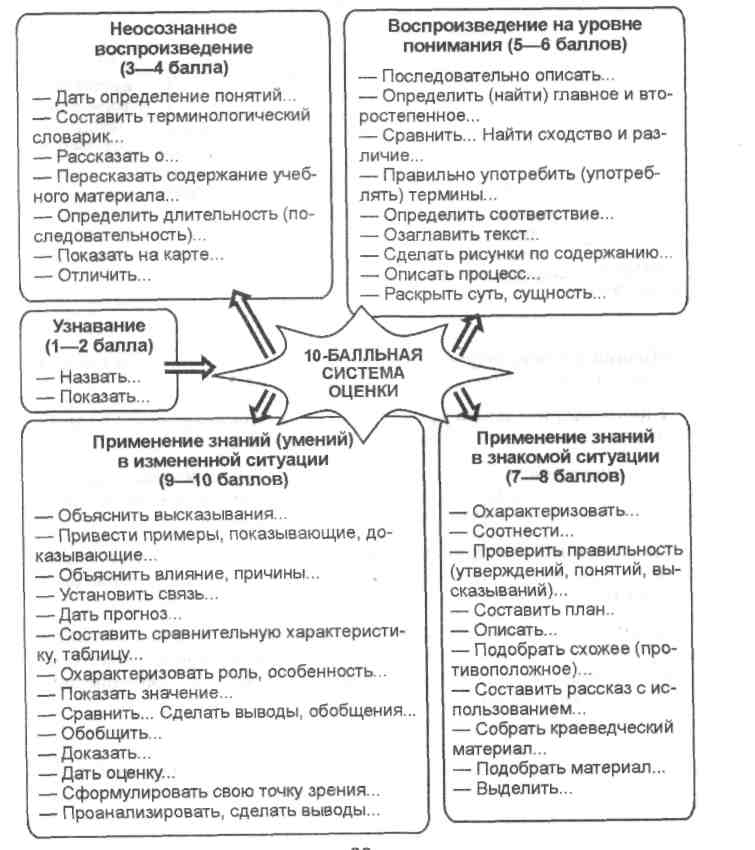 Неосознанное
воспроизведение
(3—4 балла)
— Дать определение понятий...
— Составить терминологический
словарик...
— Рассказать о...
— Пересказать содержание учеб-
ного материала...
— Определить длительность (по-
следовательность)...
— Показать на карте...
— Отличить...
Воспроизведение на уровне
понимания (5—6 баллов)
— Последовательно описать...
— Определить (найти) главное и вто-
ростепенное...
— Сравнить... Найти сходство и раз-
личие...
— Правильно употребить (употреб-
лять) термины...
— Определить соответствие...
— Озаглавить текст...
— Сделать рисунки по содержанию...
— Описать процесс...
— Раскрыть суть, сущность...
Узнавание
(1—2 балла)
— Назвать...
— Показать...
10-БАЛЛЬНАЯ
СИСТЕМА
ОЦЕНКИ
Применение знаний (умений)
в измененной ситуации
(9—10 баллов)
— Объяснить высказывания...
— Привести примеры, показывающие, до-
казывающие...
— Объяснить влияние, причины...
— Установить связь...
— Дать прогноз...
— Составить сравнительную характеристи-
ку, таблицу...
— Охарактеризовать роль, особенность...
— Показать значение...
— Сравнить... Сделать выводы, обобщения...
— Обобщить...
— Доказать...
— Дать оценку...
— Сформулировать свою точку зрения...
— Проанализировать, сделать выводы...
Применение знаний
в знакомой ситуации
(7—8 баллов)
— Охарактеризовать...
— Соотнести...
— Проверить правильность
(утверждений, понятий, вы-
сказываний)...
— Составить план..
— Описать...
— Подобрать схожее (про-
тивоположное)...
— Составить рассказ с ис-
пользованием...
— Собрать краеведческий
материал...
— Подобрать материал...
— Выделить...